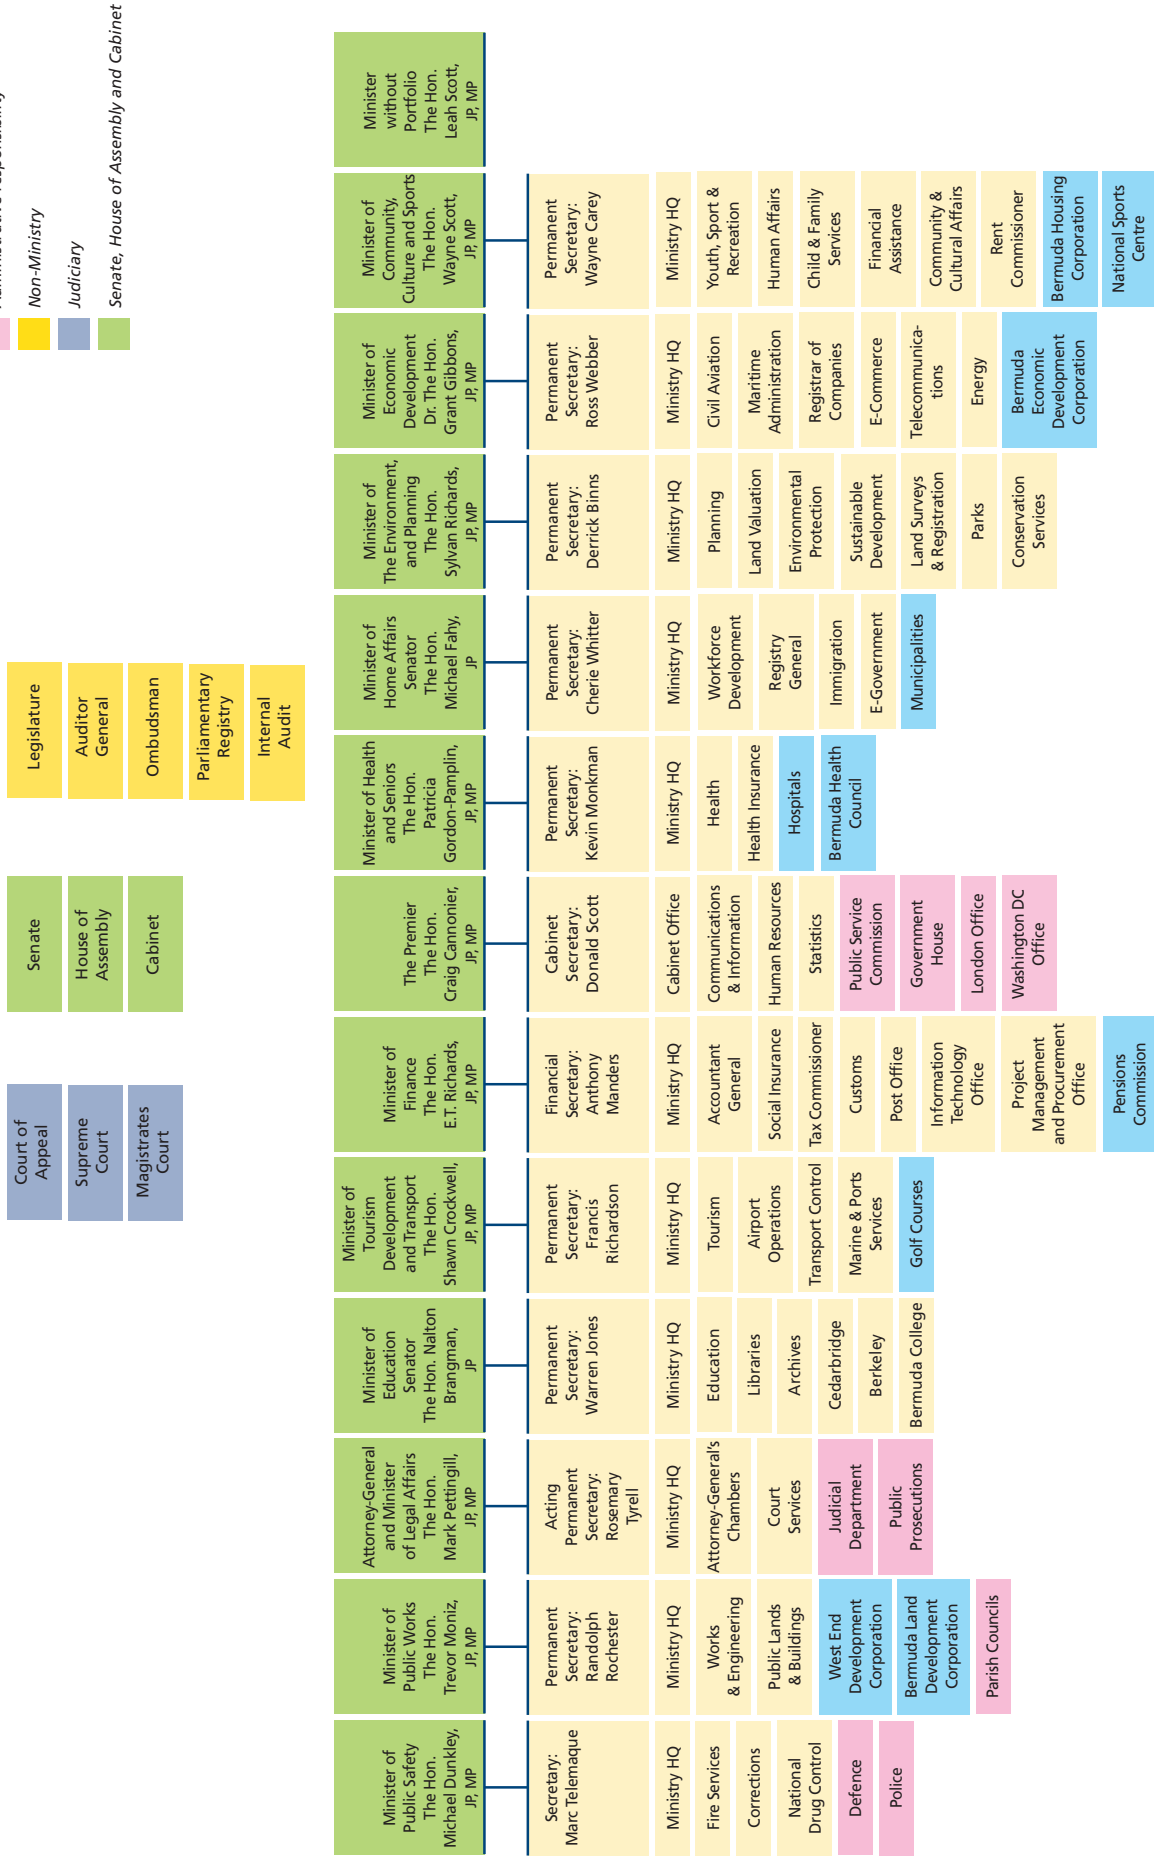 Non-Ministry
Judiciary
Senate, House of Assembly and Cabinet
Court of
Appeal
Supreme
Court
Magistrates
Court
Senate
House of
Assembly
Cabinet
Legislature
Auditor
General
Ombudsman
Parliamentary
Registry
Internal
Audit
Minister of
Public Safety
The Hon.
Michael Dunkley,
JP, MP
Secretary:
Marc Telemaque
Ministry HQ
Fire Services
Corrections
National
Drug Control
Defence
Police
Minister of
Public Works
The Hon.
Trevor Moniz,
JP, MP
Permanent
Secretary:
Randolph
Rochester
Ministry HQ
Works
& Engineering
Public Lands
& Buildings
West End
Development
Corporation
Bermuda Land
Development
Corporation
Parish Councils
Attorney-General
and Minister
of Legal Affairs
The Hon.
Mark Pettingill,
JP, MP
Acting
Permanent
Secretary:
Rosemary
Tyrell
Ministry HQ
Attorney-General's
Chambers
Court
Services
Judicial
Department
Public
Prosecutions
Minister of
Education
Senator
The Hon. Nalton
Brangman,
JP
Permanent
Secretary:
Warren Jones
Ministry HQ
Education
Libraries
Archives
Cedarbridge
Berkeley
Bermuda College
Minister of
Tourism
Development
and Transport
The Hon.
Shawn Crockwell,
JP, MP
Permanent
Secretary:
Francis
Richardson
Ministry HQ
Tourism
Airport
Operations
Transport Control
Marine & Ports
Services
Golf Courses
Minister of
Finance
The Hon.
E.T. Richards,
JP, MP
Financial
Secretary:
Anthony
Manders
Ministry HQ
Accountant
General
Social Insurance
Tax Commissioner
Customs
Post Office
Information
Technology
Office
Project
Management
and Procurement
Office
Pensions
Commission
The Premier
The Hon.
Craig Cannonier,
JP, MP
Cabinet
Secretary:
Donald Scott
Cabinet Office
Communications
& Information
Human Resources
Statistics
Public Service
Commission
Government
House
London Office
Washington DC
Office
Minister of Health
and Seniors
The Hon.
Patricia
Gordon-Pamplin,
JP, MP
Permanent
Secretary:
Kevin Monkman
Ministry HQ
Health
Health Insurance
Hospitals
Bermuda Health
Council
Minister of
Home Affairs
Senator
The Hon.
Michael Fahy,
JP
Permanent
Secretary:
Cherie Whitter
Ministry HQ
Workforce
Development
Registry
General
Immigration
E-Government
Municipalities
Minister of
The Environment,
and Planning
The Hon.
Sylvan Richards,
JP, MP
Permanent
Secretary:
Derrick Binns
Ministry HQ
Planning
Land Valuation
Environmental
Protection
Sustainable
Development
Land Surveys
& Registration
Parks
Conservation
Services
Minister of
Economic
Development
Dr. The Hon.
Grant Gibbons,
JP, MP
Permanent
Secretary:
Ross Webber
Ministry HQ
Civil Aviation
Maritime
Administration
Registrar of
Companies
E-Commerce
Telecommunica-
tions
Energy
Bermuda
Economic
Development
Corporation
Minister of
Community,
Culture and Sports
The Hon.
Wayne Scott,
JP, MP
Permanent
Secretary:
Wayne Carey
Ministry HQ
Youth, Sport &
Recreation
Human Affairs
Child & Family
Services
Financial
Assistance
Community &
Cultural Affairs
Rent
Commissioner
Bermuda Housing
Corporation
National Sports
Centre
Minister
without
Portfolio
The Hon.
Leah Scott,
JP, MP